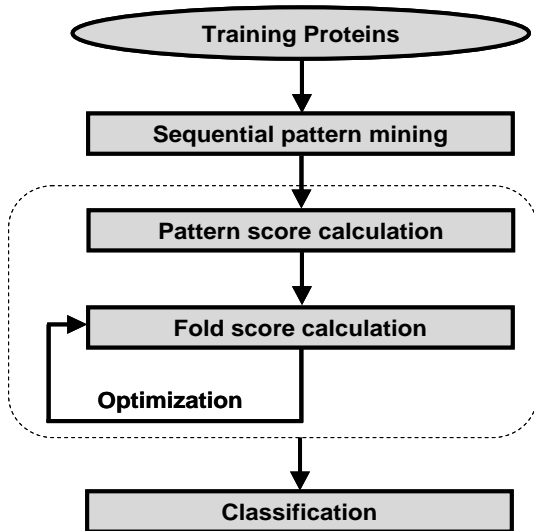 Training Proteins
Sequential pattern mining
Pattern score calculation
Fold score calculation
Optimization
Classification